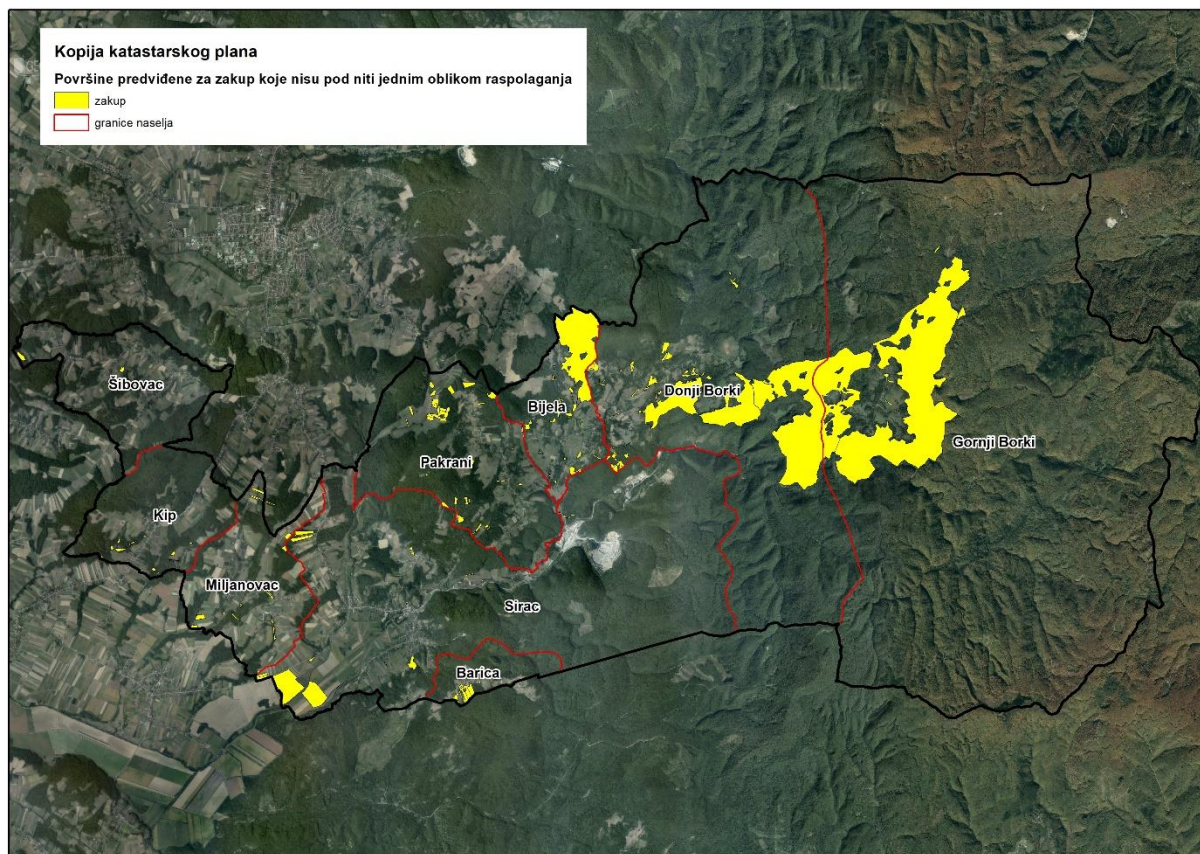 Kopija katastarskog plana
Površine predviđene za zakup koje nisu pod niti jednim oblikom raspolaganja
zakup
granice naselja
Šibovac
Bijela
Donji Borki
Gornji Borki
Pakrani
Kip
Miljanovac
Sirac
Barica